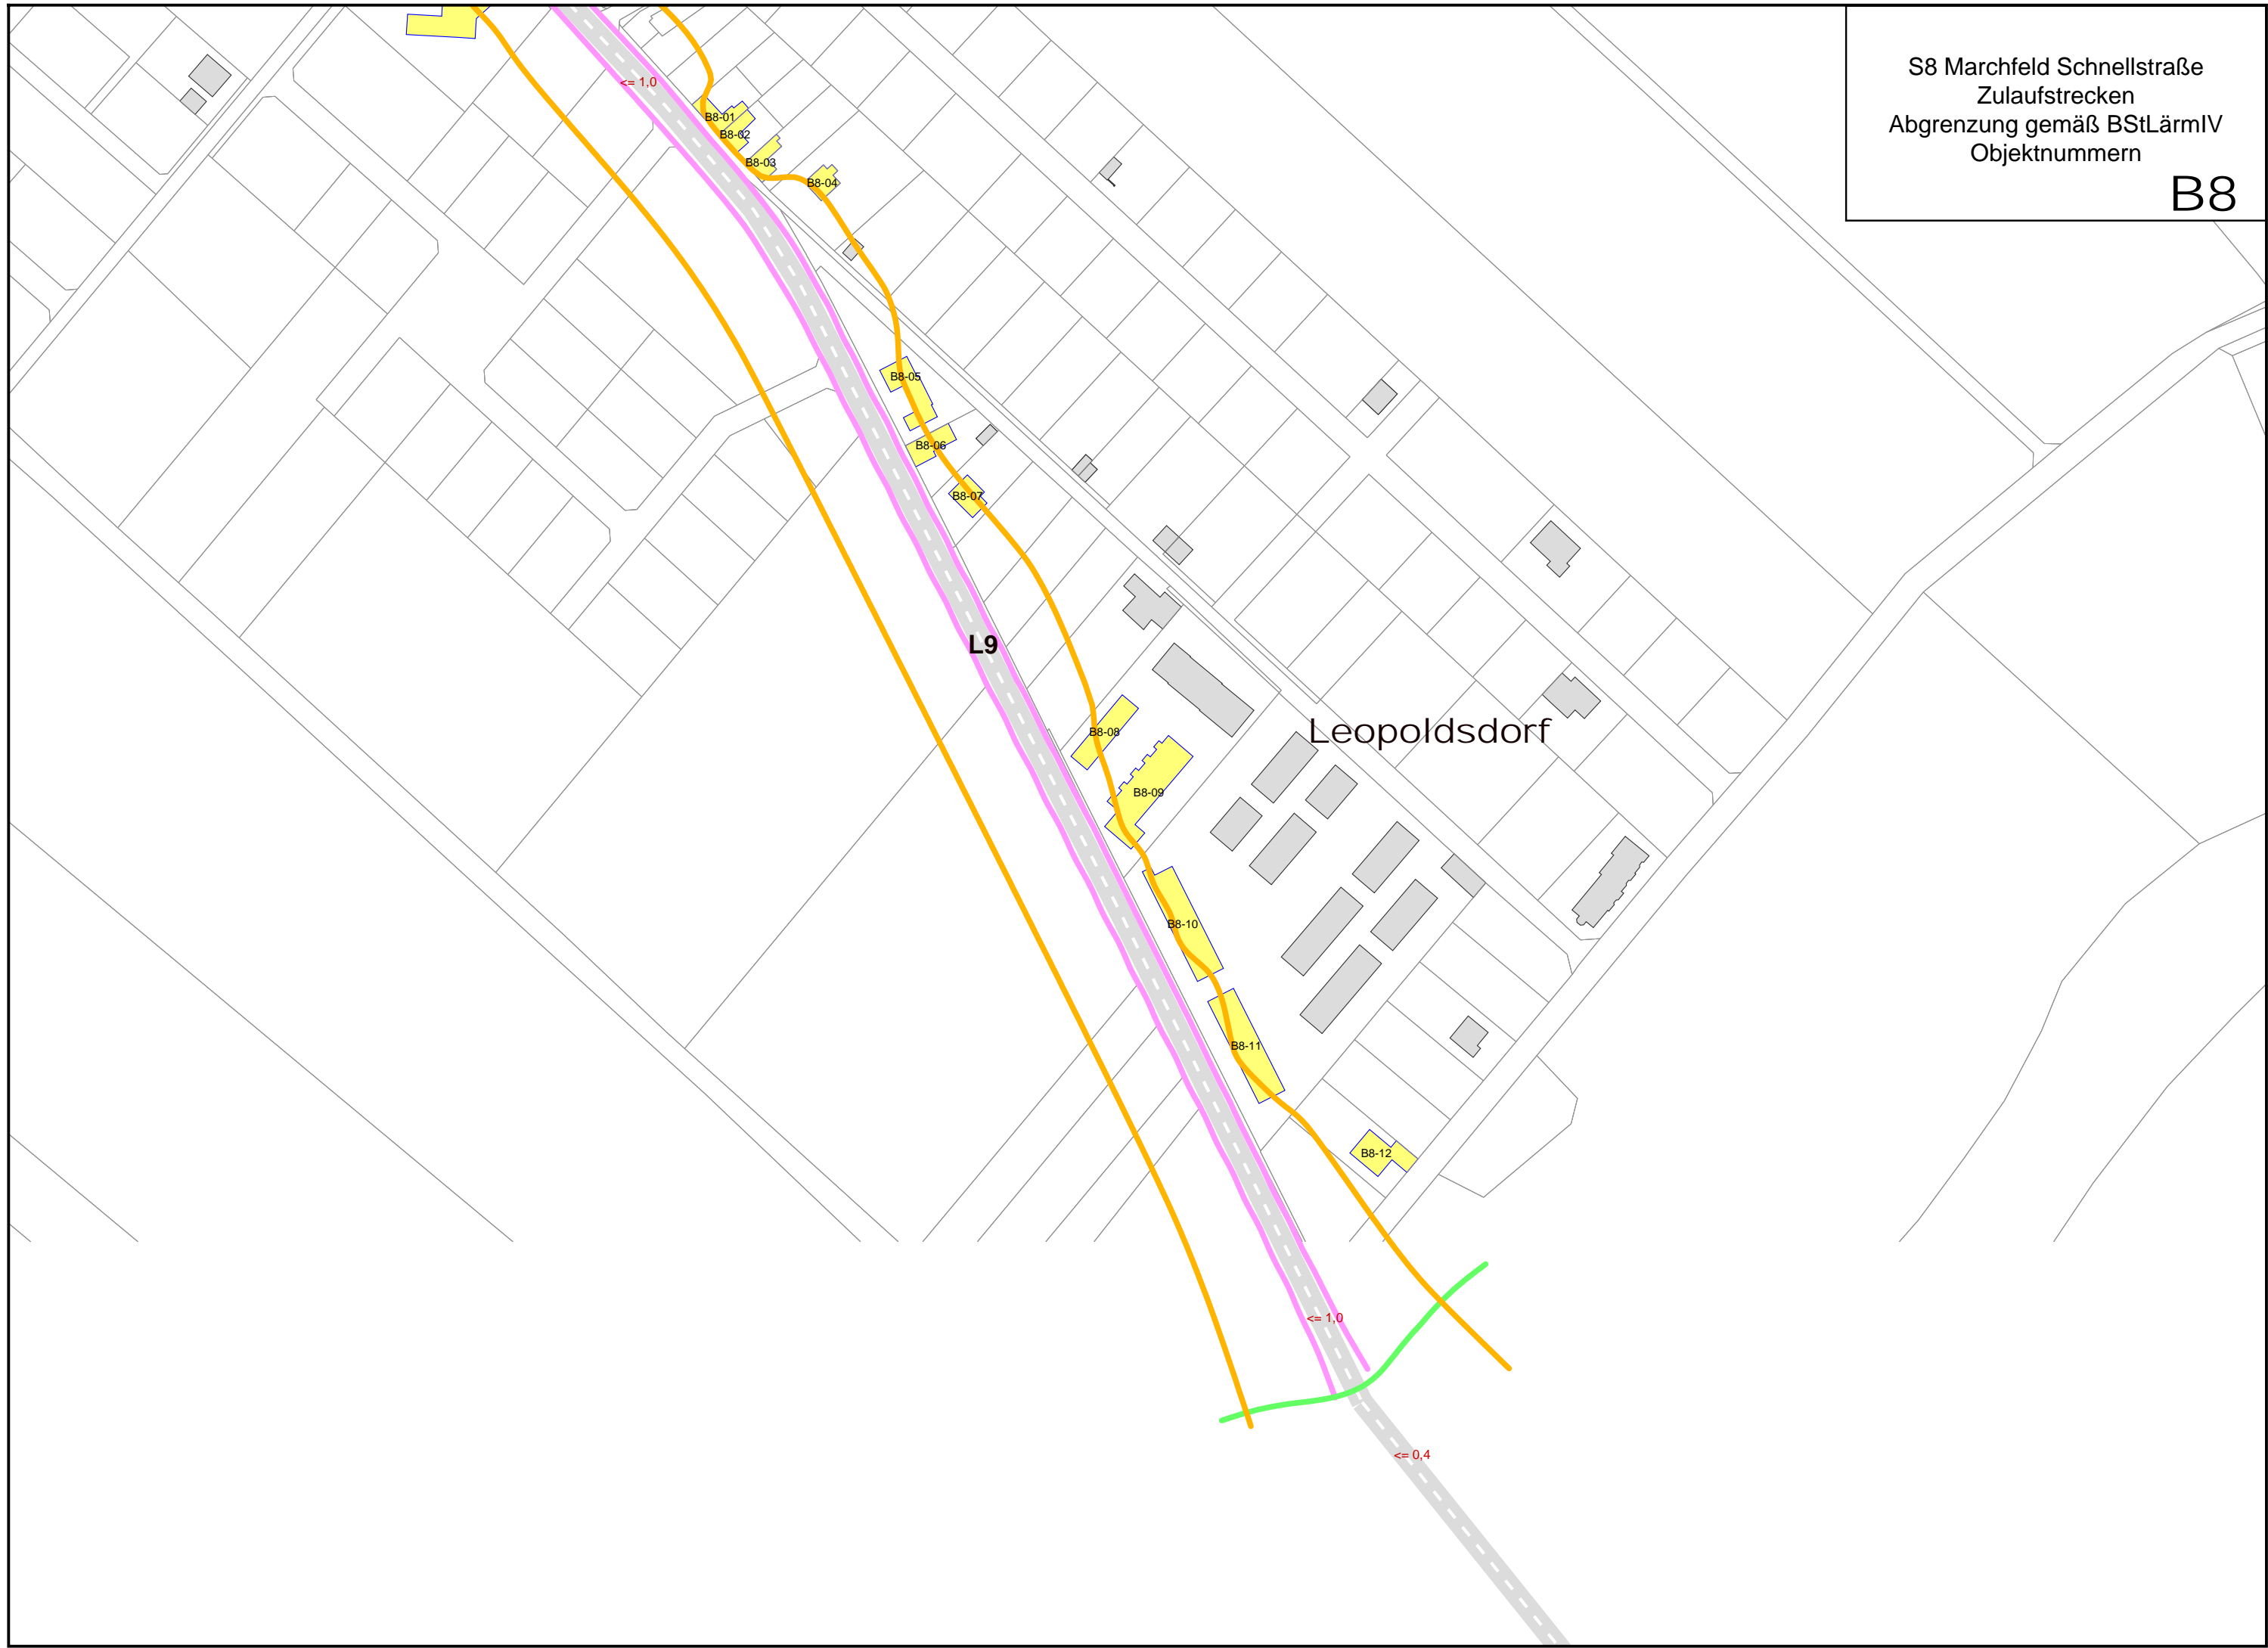 S8 Marchfeld Schnellstraße
Zulaufstrecken
Abgrenzung gemäß BStLärmIV
Objektnummern
B8
<= 1,0
B8-01
B8-02
B8-03
B8-04
B8-05
B8-06
B8-07
L9
Leopoldsdorf
B8-08
B8-09
B8-10
B8-11
B8-12
<= 1,0
<= 0,4